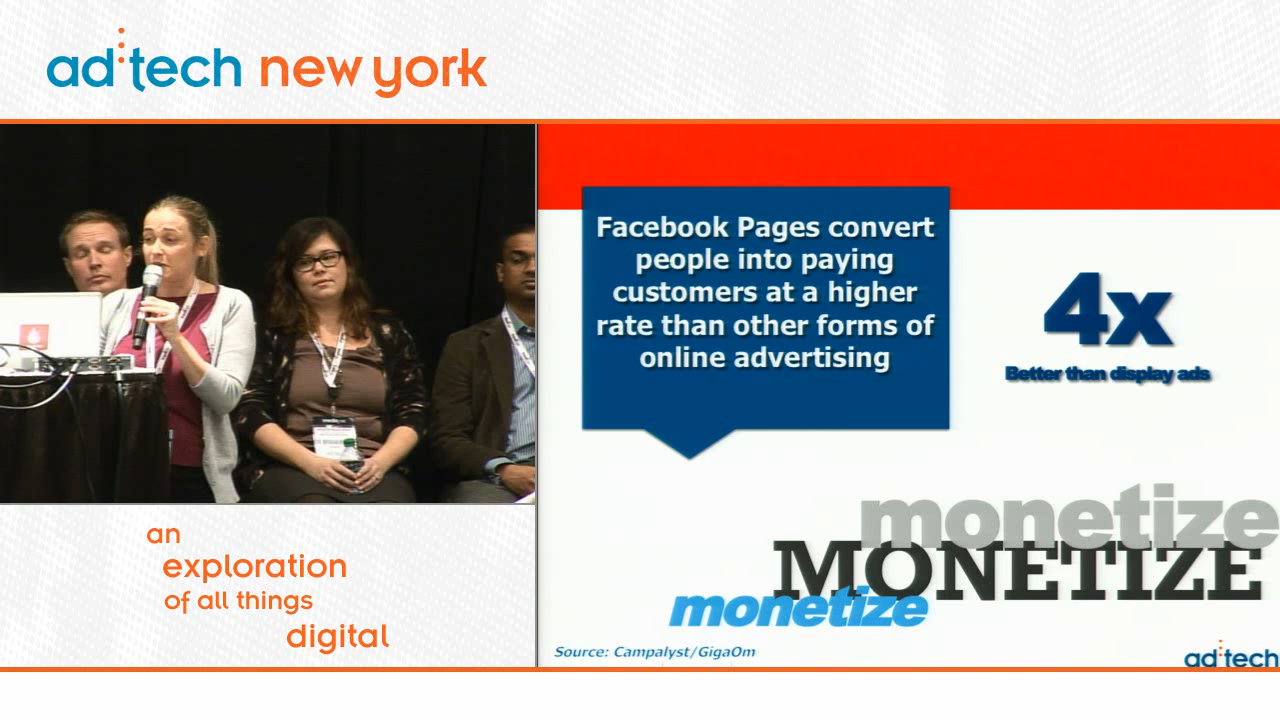 ad:tech new york
Facebook Pages convert
people into paying
customers at a higher
rate than other forms of
online advertising
4x
Better than display ads
monetize
MONETIZE
monetize
Source: Campalyst/GigaOm
ad:tech
an
exploration
of all things
digital